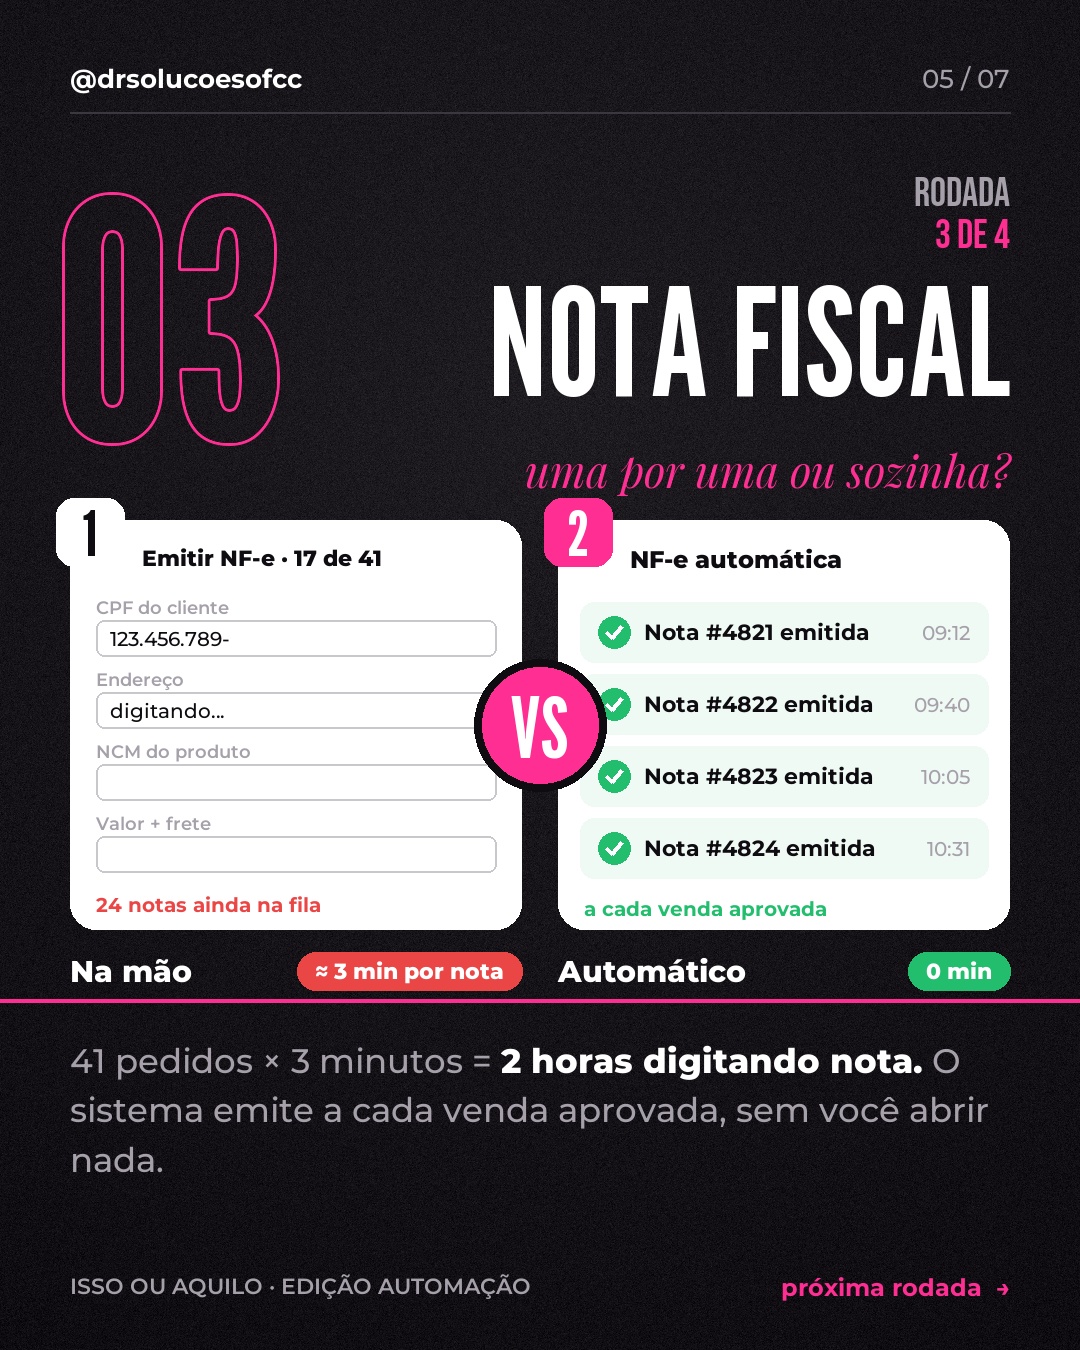 @drsolucoesofcc
05 / 07
03
RODADA
3 DE 4
NOTA FISCAL
uma por uma ou sozinha?
1
Emitir NF-e · 17 de 41
CPF do cliente
123.456.789-
Endereço
digitando...
NCM do produto
Valor + frete
24 notas ainda na fila
VS
2
NF-e automática
Nota #4821 emitida 09:12
Nota #4822 emitida 09:40
Nota #4823 emitida 10:05
Nota #4824 emitida 10:31
a cada venda aprovada
Na mão
≈ 3 min por nota
Automático
0 min
41 pedidos × 3 minutos = 2 horas digitando nota. O
sistema emite a cada venda aprovada, sem você abrir
nada.
ISSO OU AQUILO · EDIÇÃO AUTOMAÇÃO
próxima rodada →